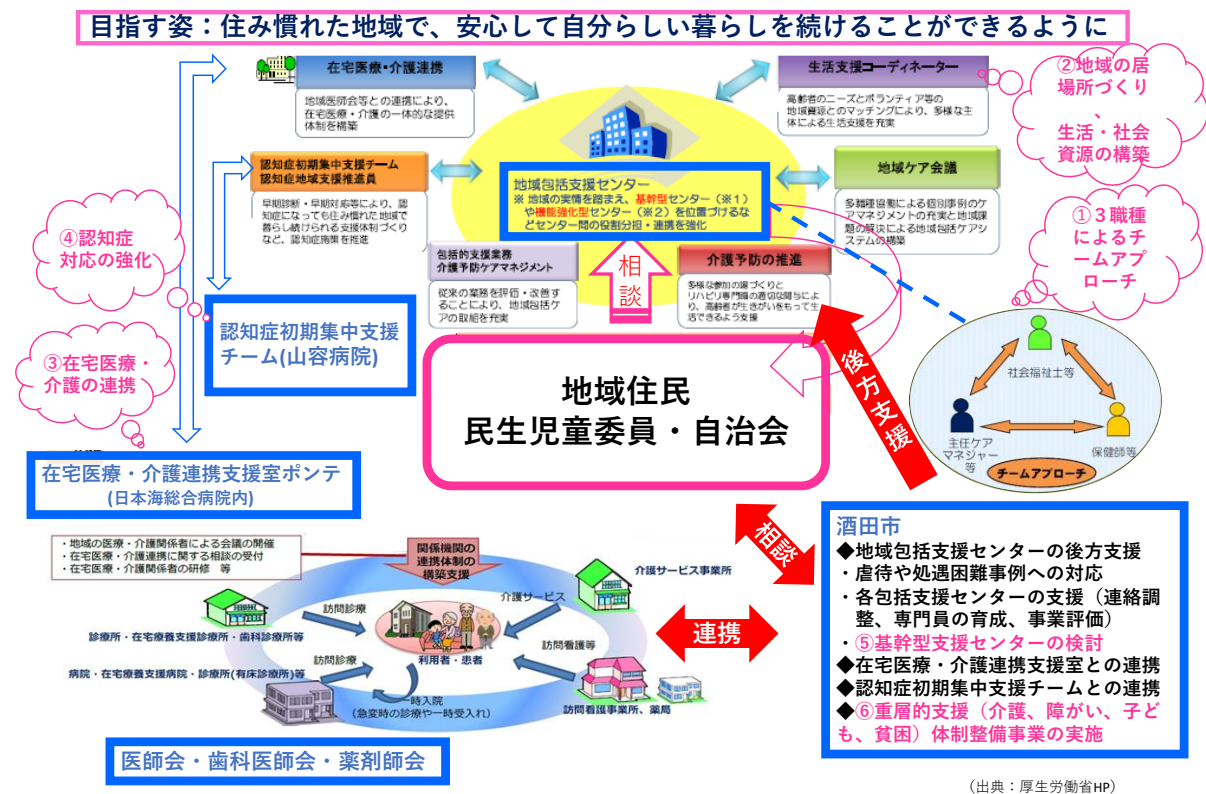 目指す姿：住み慣れた地域で、安心して自分らしい暮らしを続けることができるように
在宅医療・介護連携
地域医師会等との連携により、
在宅医療・介護の一体的な提供
体制を構築
生活支援コーディネーター
高齢者のニーズとボランティア等の
地域資源とのマッチングにより、多様な主
体による生活支援を充実
②地域の居
場所づくり
、
生活・社会
資源の構築
認知症初期集中支援チーム
認知症地域支援推進員
早期診断・早期対応等により、認
知症になっても住み慣れた地域で
暮らし続けられる支援体制づくり
など、認知症施策を推進
地域包括支援センター
※ 地域の実情を踏まえ、基幹型センター（※１）
や機能強化型センター（※２）を位置づけるな
どセンター間の役割分担・連携を強化
地域ケア会議
多職種協働による個別事例のケ
アマネジメントの充実と地域課
題の解決による地域包括ケアシ
ステムの構築
①３職種
によるチ
ームアプ
ローチ
④認知症
対応の強化
包括的支援業務
介護予防ケアマネジメント
従来の業務を評価・改善す
ることにより、地域包括ケ
アの取組を充実
相談
介護予防の推進
多様な参加の場づくりと
リハビリ専門職の適切な関与によ
り、高齢者が生きがいをもって生
活できるよう支援
認知症初期集中支援
チーム(山容病院)
③在宅医療・
介護の連携
地域住民
民生児童委員・自治会
後方支援
社会福祉士等
主任ケア
マネジャー
等
保健師等
チームアプローチ
在宅医療・介護連携支援室ポンテ
(日本海総合病院内)
・地域の医療・介護関係者による会議の開催
・在宅医療・介護連携に関する相談の受付
・在宅医療・介護関係者の研修 等
関係機関の
連携体制の
構築支援
相談
介護サービス事業所
訪問診療
介護サービス
診療所・在宅療養支援診療所・歯科診療所等
利用者・患者
訪問看護等
連携
訪問診療
病院・在宅療養支援病院・診療所(有床診療所)等
一時入院
（急変時の診療や一時受入れ）
訪問看護事業所、薬局
医師会・歯科医師会・薬剤師会
酒田市
◆地域包括支援センターの後方支援
・虐待や処遇困難事例への対応
・各包括支援センターの支援（連絡調
整、専門員の育成、事業評価）
・⑤基幹型支援センターの検討
◆在宅医療・介護連携支援室との連携
◆認知症初期集中支援チームとの連携
◆⑥重層的支援（介護、障がい、子ど
も、貧困）体制整備事業の実施
（出典：厚生労働省HP）